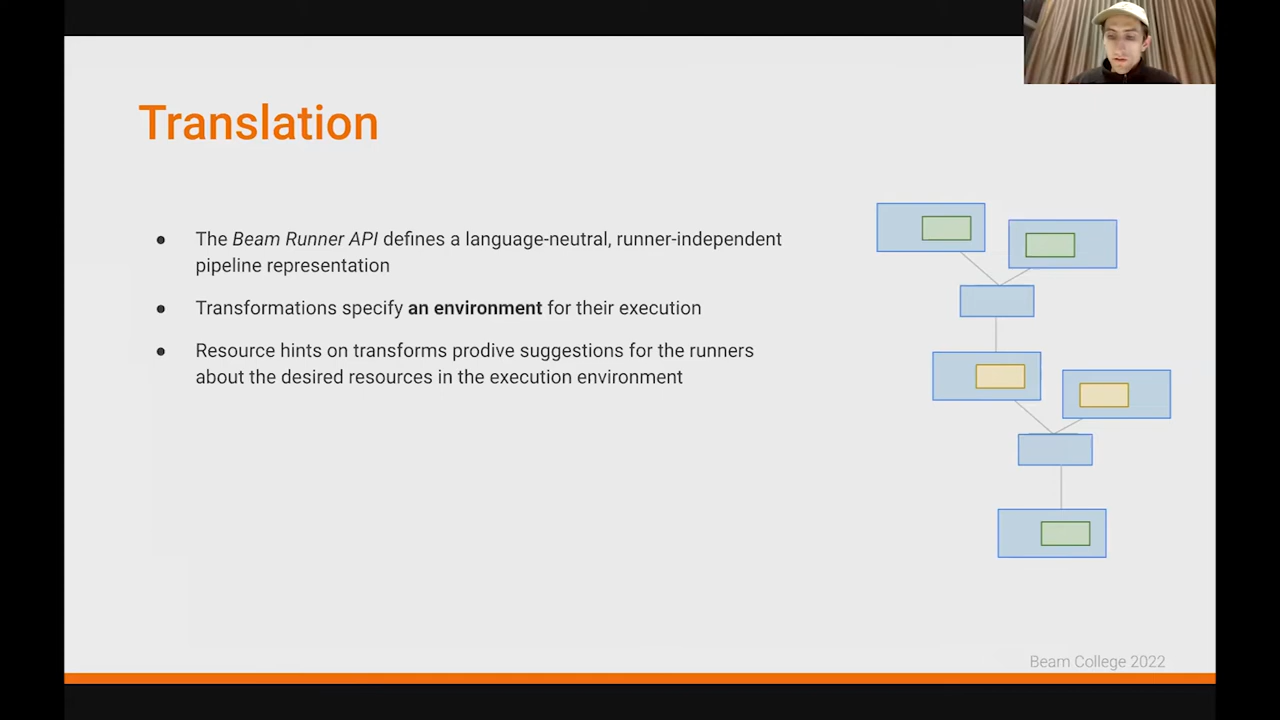 Translation
● The Beam Runner API defines a language-neutral, runner-independent
pipeline representation
● Transformations specify an environment for their execution
● Resource hints on transforms prodive suggestions for the runners
about the desired resources in the execution environment
Beam College 2022